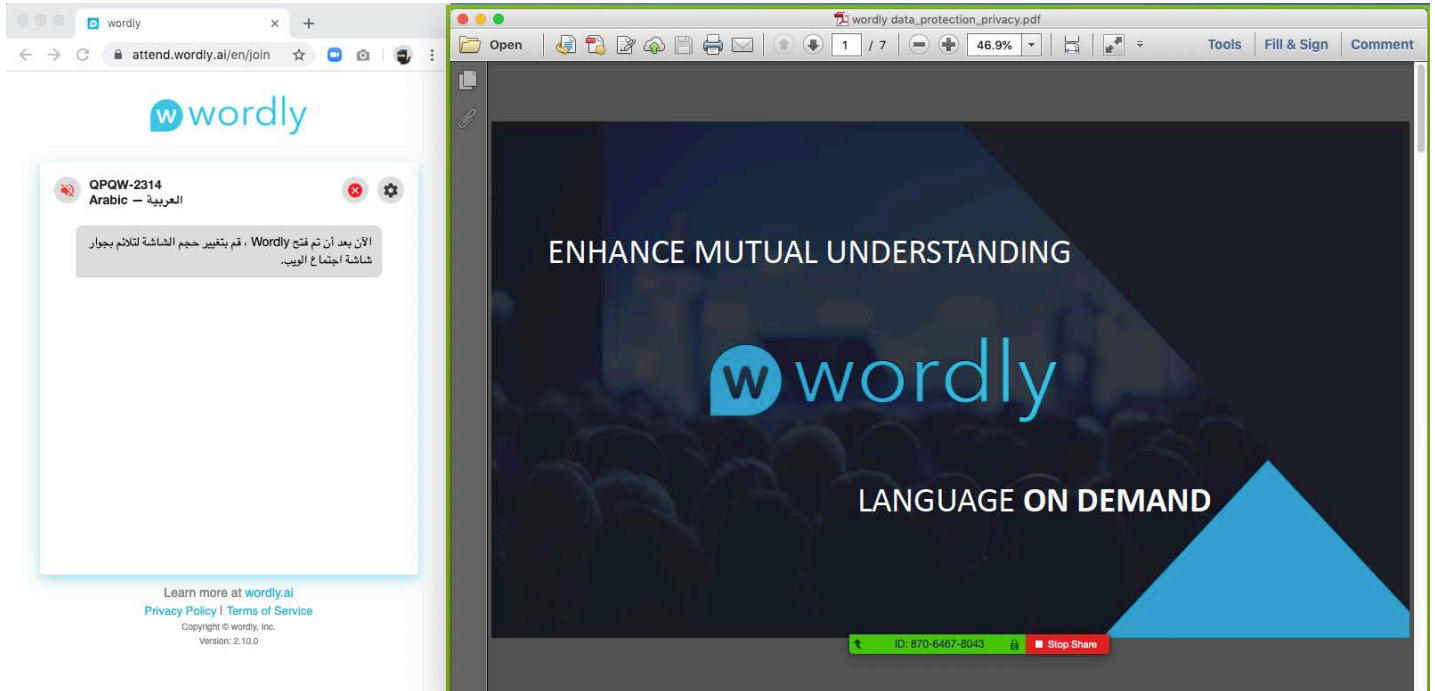 wordly
attend.wordly.ai/en/join
wordly
QPQW-2314
Arabic — العربية
الآن بعد أن تم فتح Wordly ، قم بتغيير حجم الشاشة لتلائم بجوار
شاشة اجتماع الويب.
Learn more at wordly.ai
Privacy Policy | Terms of Service
Copyright © wordly, Inc.
Version: 2.10.0
wordly data_protection_privacy.pdf
Open
1 / 7
46.9%
Tools Fill & Sign Comment
ENHANCE MUTUAL UNDERSTANDING
w wordly
LANGUAGE ON DEMAND
ID: 870-6467-8043
Stop Share